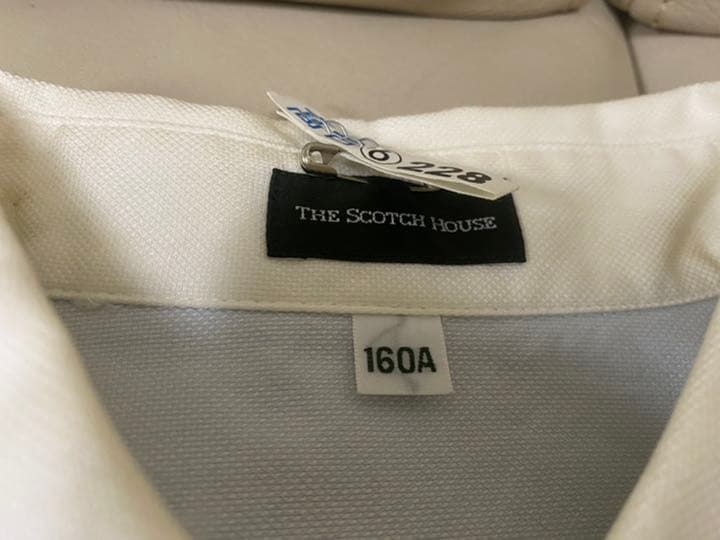 ⑥ 228
THE SCOTCH HOUSE
160A